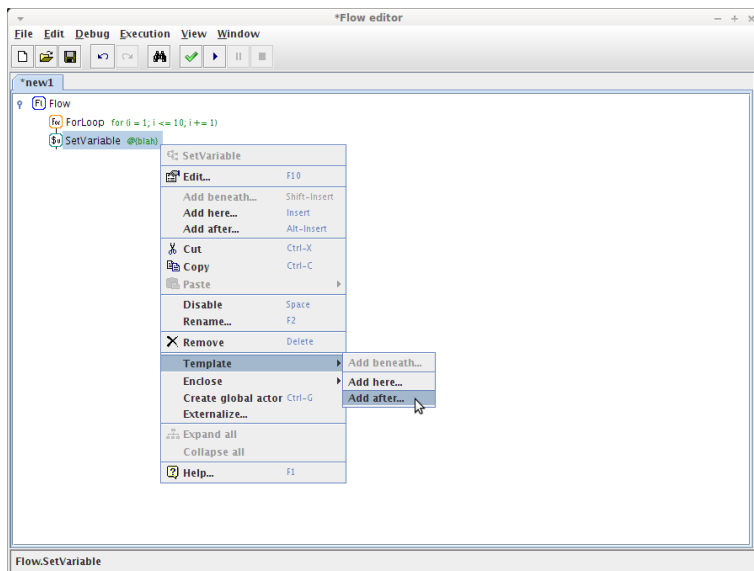 *Flow editor
File Edit Debug Execution View Window
*new1
Fl Flow
for ForLoop for (i = 1; i <= 10; i += 1)
SetVariable @(blah)
SetVariable
Edit... F10
Add beneath... Shift-Insert
Add here... Insert
Add after... Alt-Insert
Cut Ctrl-X
Copy Ctrl-C
Paste
Disable Space
Rename... F2
Remove Delete
Template
Add beneath...
Enclose
Add here...
Create global actor Ctrl-G
Add after...
Externalize...
Expand all
Collapse all
Help... F1
Flow.SetVariable